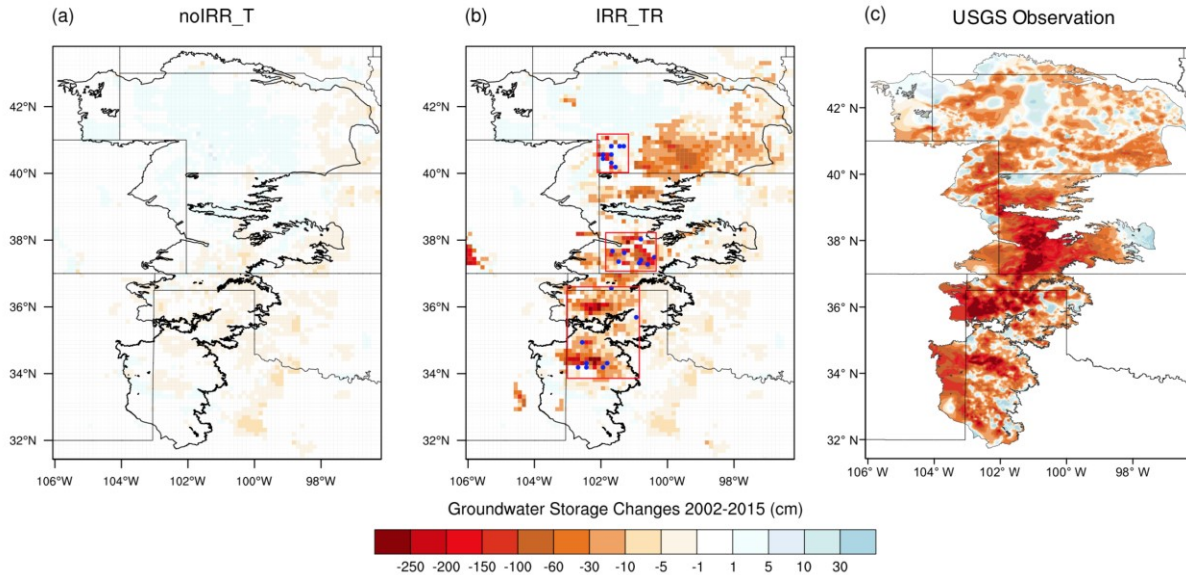 (a) noIRR_T
(b) IRR_TR
(c) USGS Observation
42°N
40°N
38°N
36°N
34°N
32°N
106°W 104°W 102°W 100°W 98°W
42°N
40°N
38°N
36°N
34°N
32°N
106°W 104°W 102°W 100°W 98°W
42° N
40° N
38° N
36° N
34° N
32° N
106° W 104° W 102° W 100° W 98° W
Groundwater Storage Changes 2002-2015 (cm)
-250 -200 -150 -100 -60 -30 -10 -5 -1 1 5 10 30